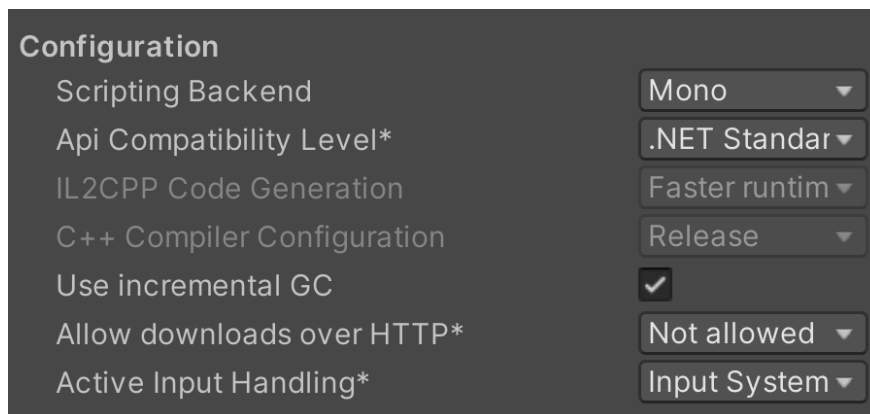 Configuration
Scripting Backend Mono
Api Compatibility Level* .NET Standar
IL2CPP Code Generation Faster runtim
C++ Compiler Configuration Release
Use incremental GC
Allow downloads over HTTP* Not allowed
Active Input Handling* Input System